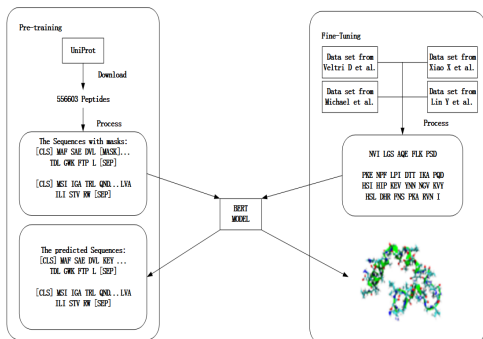 Pre-training
UniProt
Download
556603 Peptides
Process
The Sequences with masks:
[CLS] MAF SAE DVL [MASK]...
TDL GWK FTP L [SEP]
[CLS] MSI IGA TRL QND...LVA
ILI STV RW [SEP]
The predicted Sequences:
[CLS] MAF SAE DVL KEY ...
TDL GWK FTP L [SEP]
[CLS] MSI IGA TRL QND...LVA
ILI STV RW [SEP]
BERT
MODEL
Fine-Tuning
Data set from
Veltri D et al.
Data set from
Xiao X et al.
Data set from
Michael et al.
Data set from
Lin Y et al.
Process
NVI LGS AQE FLK PSD
PKE NPF LPI DTT IKA PQD
HSI HIP KEV YNN NGV KVY
HSL DHR FNS PKA RVN I